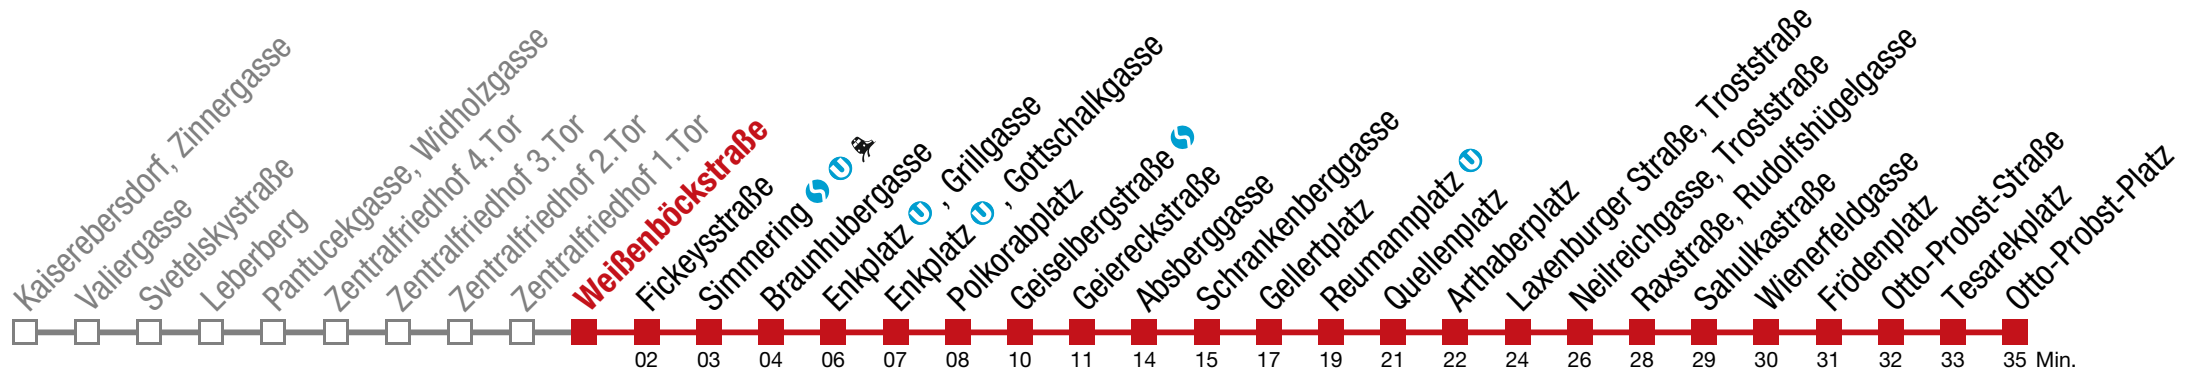 Kaiserebersdorf, Zinnergasse
Valiergasse
Svetelskystraße
Leberberg
Pantucekgasse, Widholzgasse
Zentralfriedhof 4.Tor
Zentralfriedhof 3.Tor
Zentralfriedhof 2.Tor
Zentralfriedhof 1.Tor
Weißenböckstraße
Fickeysstraße
Simmering S U
Braunhubergasse
Enkplatz U , Grillgasse
Enkplatz U , Gottschalkgasse
Polkorabplatz
Geiselbergstraße S
Geiereckstraße
Absberggasse
Schrankenberggasse
Gellertplatz
Reumannplatz U
Quellenplatz
Arthaberplatz
Laxenburger Straße, Troststraße
Neilreichgasse, Troststraße
Raxstraße, Rudolfshügelgasse
Sahulkastraße
Wienerfeldgasse
Frödenplatz
Otto-Probst-Straße
Tesarekplatz
Otto-Probst-Platz
02 03 04 06 07 08 10 11 14 15 17 19 21 22 24 26 28 29 30 31 32 33 35 Min.